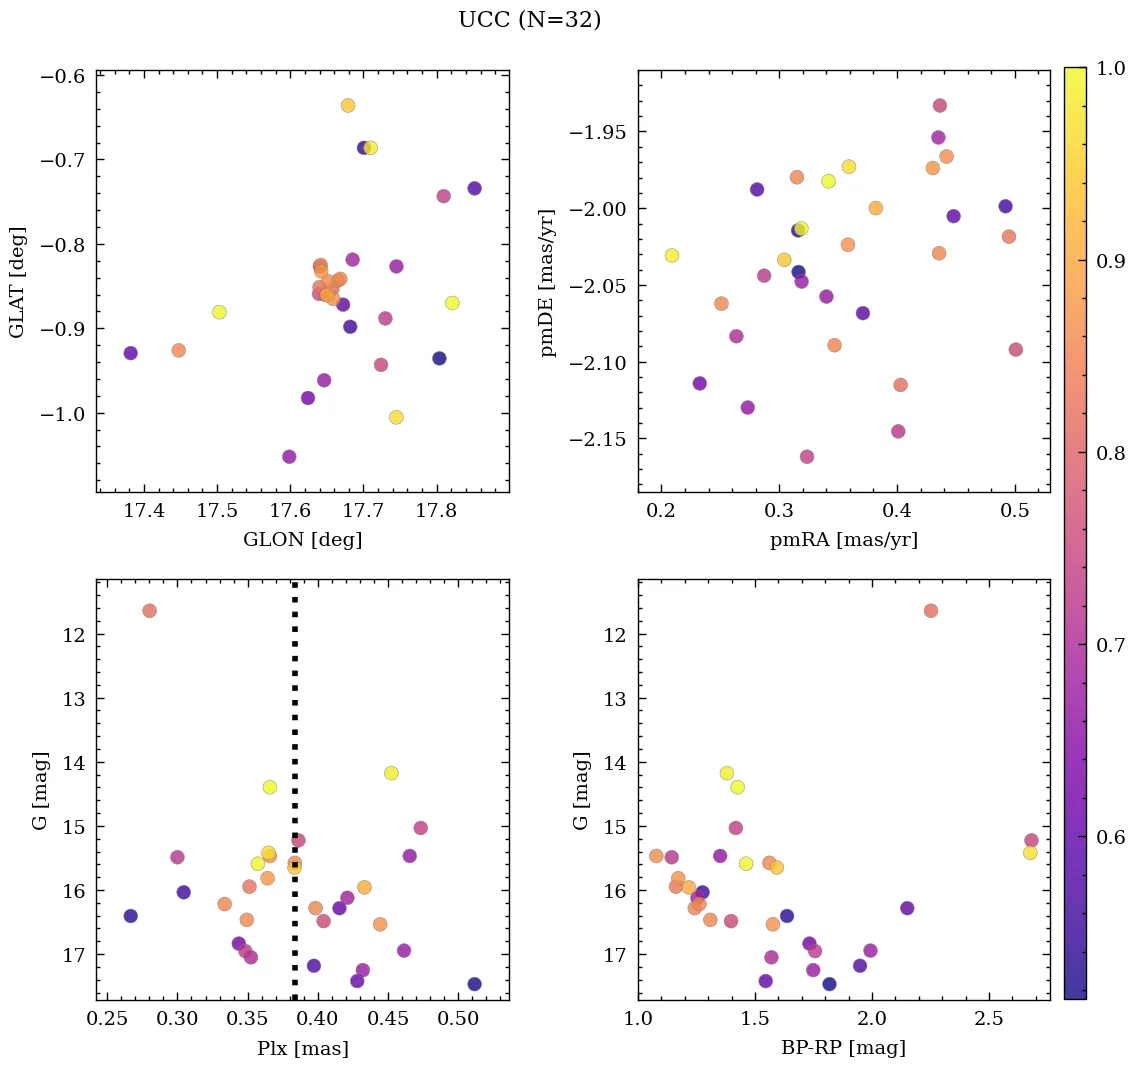 UCC (N=32)
−0.6
−0.7
−0.8
−0.9
−1.0
GLAT [deg]
17.4 17.5 17.6 17.7 17.8
GLON [deg]
−1.95
−2.00
−2.05
−2.10
−2.15
pmDE [mas/yr]
0.2 0.3 0.4 0.5
pmRA [mas/yr]
12
13
14
15
16
17
G [mag]
0.25 0.30 0.35 0.40 0.45 0.50
Plx [mas]
12
13
14
15
16
17
G [mag]
1.0 1.5 2.0 2.5
BP-RP [mag]
1.0
0.9
0.8
0.7
0.6